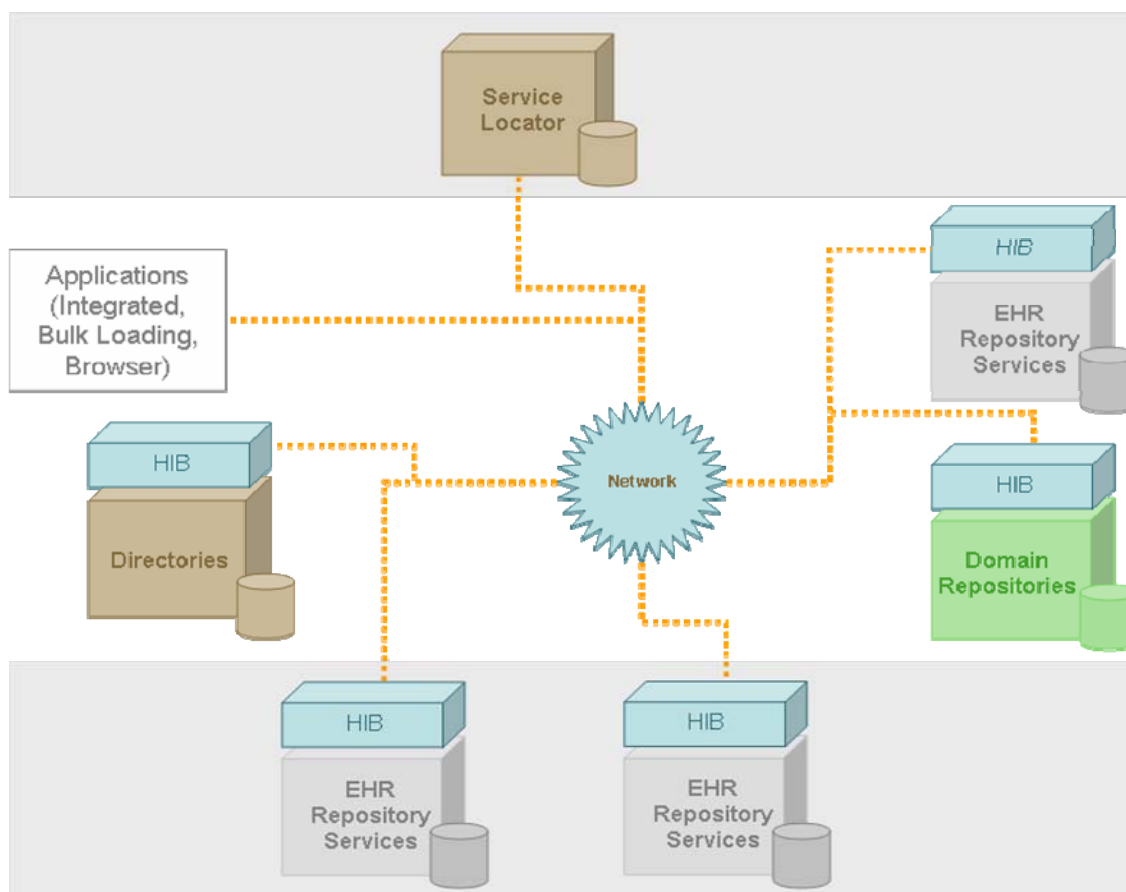 Service
Locator
HIB
EHR
Repository
Services
Applications
(Integrated,
Bulk Loading,
Browser)
HIB
Directories
Network
HIB
Domain
Repositories
HIB
EHR
Repository
Services
HIB
EHR
Repository
Services